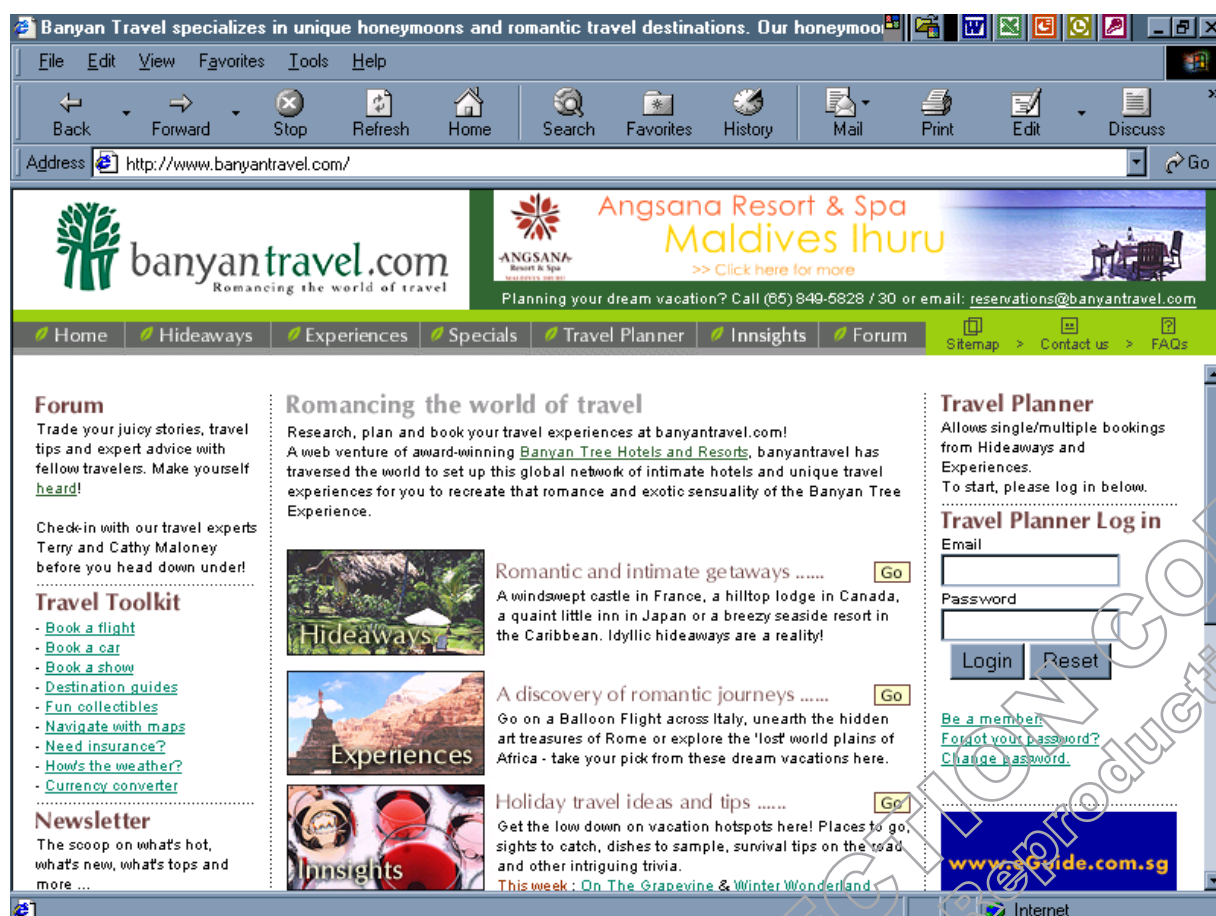 Banyan Travel specializes in unique honeymoons and romantic travel destinations. Our honeymoo
File Edit View Favorites Tools Help
Back Forward Stop Refresh Home Search Favorites History Mail Print Edit Discuss
Address http://www.banyantravel.com/ Go
banyantravel.com
Romancing the world of travel
ANGSANA
Resort & Spa
MALDIVES IHURU
Angsana Resort & Spa
Maldives Ihuru
>> Click here for more
Planning your dream vacation? Call (65) 849-5828 / 30 or email: reservations@banyantravel.com
Home Hideaways Experiences Specials Travel Planner Innsights Forum
Sitemap > Contact us > FAQs
Forum
Trade your juicy stories, travel
tips and expert advice with
fellow travelers. Make yourself
heard!
Check-in with our travel experts
Terry and Cathy Maloney
before you head down under!
Travel Toolkit
- Book a flight
- Book a car
- Book a show
- Destination guides
- Fun collectibles
- Navigate with maps
- Need insurance?
- How's the weather?
- Currency converter
Newsletter
The scoop on what's hot,
what's new, what's tops and
more ...
Romancing the world of travel
Research, plan and book your travel experiences at banyantravel.com!
A web venture of award-winning Banyan Tree Hotels and Resorts, banyantravel has
traversed the world to set up this global network of intimate hotels and unique travel
experiences for you to recreate that romance and exotic sensuality of the Banyan Tree
Experience.
Hideaways
Romantic and intimate getaways ...... Go
A windswept castle in France, a hilltop lodge in Canada,
a quaint little inn in Japan or a breezy seaside resort in
the Caribbean. Idyllic hideaways are a reality!
Experiences
A discovery of romantic journeys ...... Go
Go on a Balloon Flight across Italy, unearth the hidden
art treasures of Rome or explore the 'lost' world plains of
Africa - take your pick from these dream vacations here.
Innsights
Holiday travel ideas and tips ...... Go
Get the low down on vacation hotspots here! Places to go,
sights to catch, dishes to sample, survival tips on the road
and other intriguing trivia.
This week : On The Grapevine & Winter Wonderland
Travel Planner
Allows single/multiple bookings
from Hideaways and
Experiences.
To start, please log in below.
Travel Planner Log in
Email
Password
Login Reset
Be a member!
Forgot your password?
Change password.
www.eGuide.com.sg
Internet